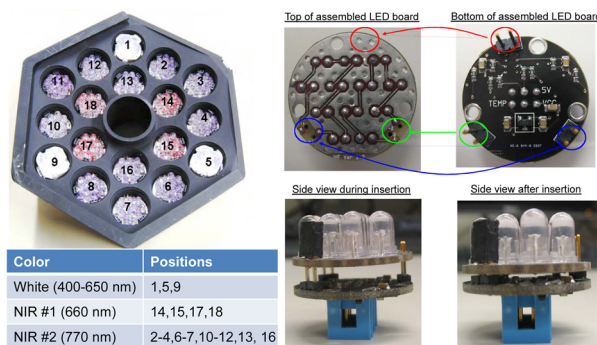 1
12
2
11
13
3
18
14
10
4
17
15
9
5
16
8
6
7
Color Positions
White (400-650 nm) 1,5,9
NIR #1 (660 nm) 14,15,17,18
NIR #2 (770 nm) 2-4,6-7,10-12,13, 16
Top of assembled LED board
Bottom of assembled LED board
5V
TEMP VCC
Side view during insertion
Side view after insertion